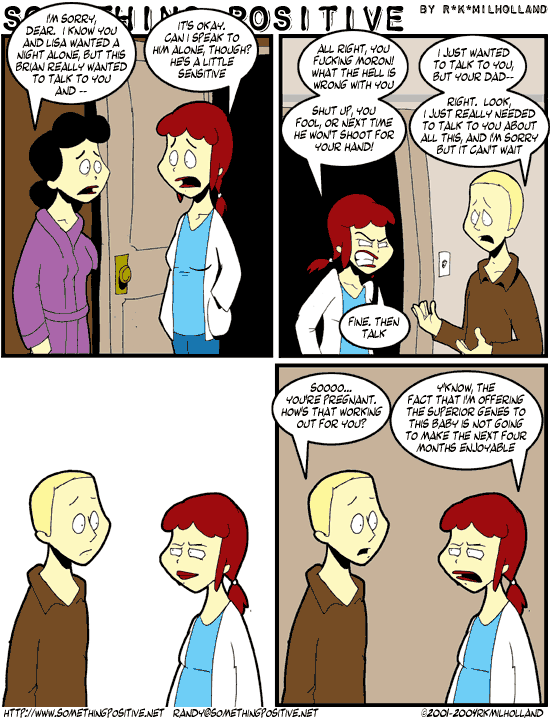 SOMETHING POSITIVE
BY R*K*MILHOLLAND
I'M SORRY,
DEAR. I KNOW YOU
AND LISA WANTED A
NIGHT ALONE, BUT THIS
BRIAN REALLY WANTED
TO TALK TO YOU
AND --
IT'S OKAY.
CAN I SPEAK TO
HIM ALONE, THOUGH?
HE'S A LITTLE
SENSITIVE
ALL RIGHT, YOU
FUCKING MORON!
WHAT THE HELL IS
WRONG WITH YOU
I JUST WANTED
TO TALK TO YOU,
BUT YOUR DAD--
SHUT UP, YOU
FOOL, OR NEXT TIME
HE WON'T SHOOT FOR
YOUR HAND!
RIGHT. LOOK,
I JUST REALLY NEEDED
TO TALK TO YOU ABOUT
ALL THIS, AND I'M SORRY
BUT IT CAN'T WAIT
FINE. THEN
TALK
SOOOO...
YOU'RE PREGNANT.
HOW'S THAT WORKING
OUT FOR YOU?
Y'KNOW, THE
FACT THAT I'M OFFERING
THE SUPERIOR GENES TO
THIS BABY IS NOT GOING
TO MAKE THE NEXT FOUR
MONTHS ENJOYABLE
HTTP://WWW.SOMETHINGPOSITIVE.NET RANDY@SOMETHINGPOSITIVE.NET ©2001-2004RKMILHOLLAND